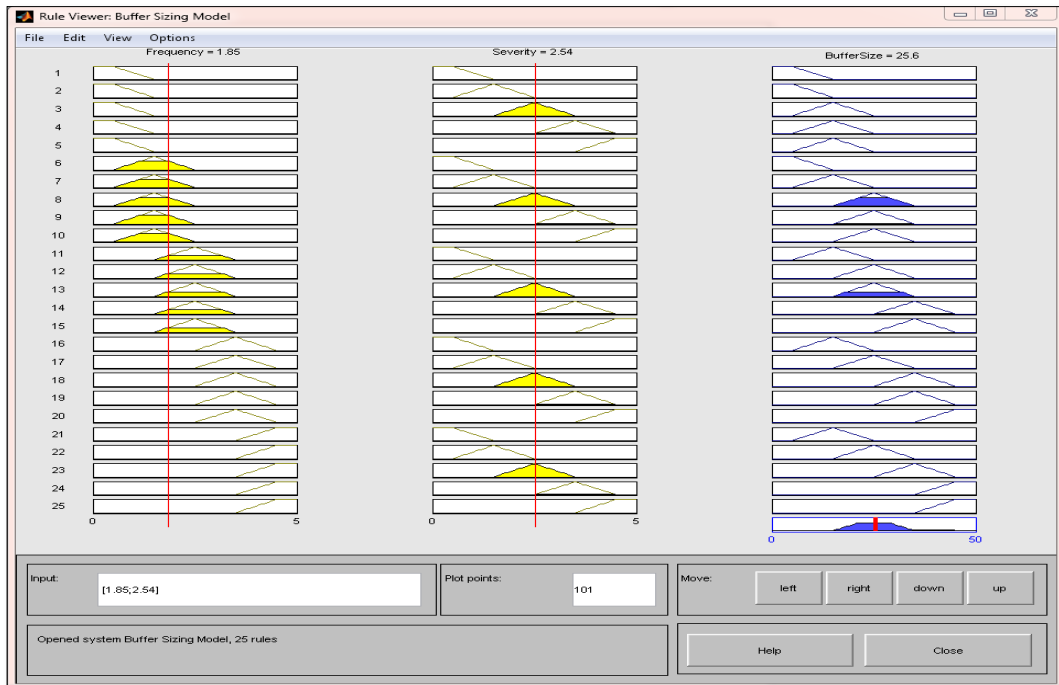 Rule Viewer: Buffer Sizing Model
File Edit View Options
Frequency = 1.85
Severity = 2.54
BufferSize = 25.6
1
2
3
4
5
6
7
8
9
10
11
12
13
14
15
16
17
18
19
20
21
22
23
24
25
0 5
0 5
0 50
Input:
[1.85;2.54]
Plot points:
101
Move:
left right down up
Opened system Buffer Sizing Model, 25 rules
Help Close